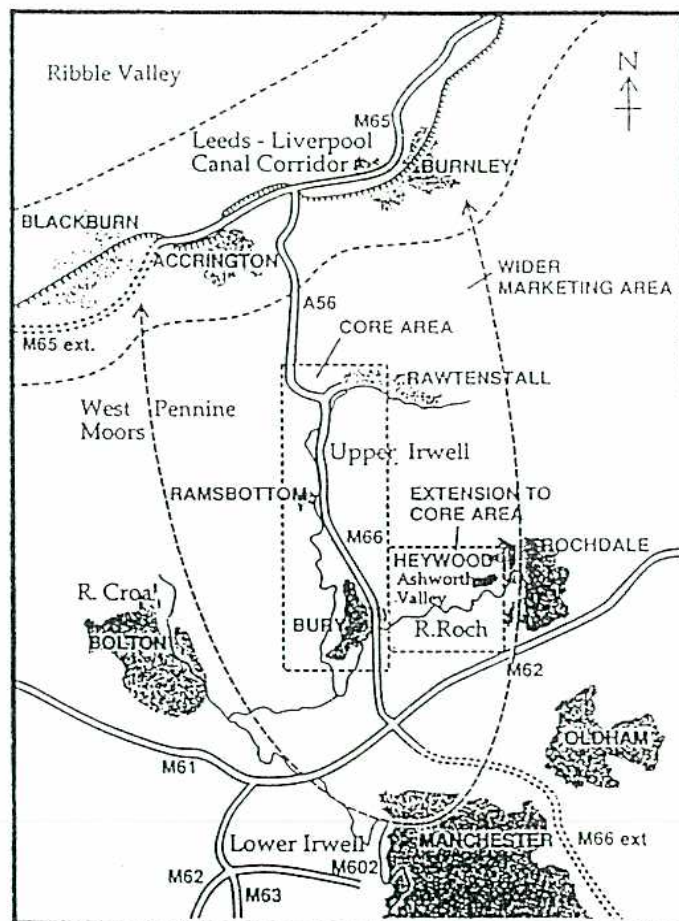 Ribble Valley
N
M65
Leeds - Liverpool
Canal Corridor
BURNLEY
BLACKBURN
ACCRINGTON
WIDER
MARKETING AREA
A56
CORE AREA
M65 ext.
RAWTENSTALL
West Pennine
Moors
Upper Irwell
RAMSBOTTOM
EXTENSION TO
CORE AREA
M66
HEYWOOD
ROCHDALE
Ashworth
Valley
R. Croal
BURY
R.Roch
BOLTON
M62
OLDHAM
M61
Lower Irwell
MANCHESTER
M66 ext
M602
M62
M63